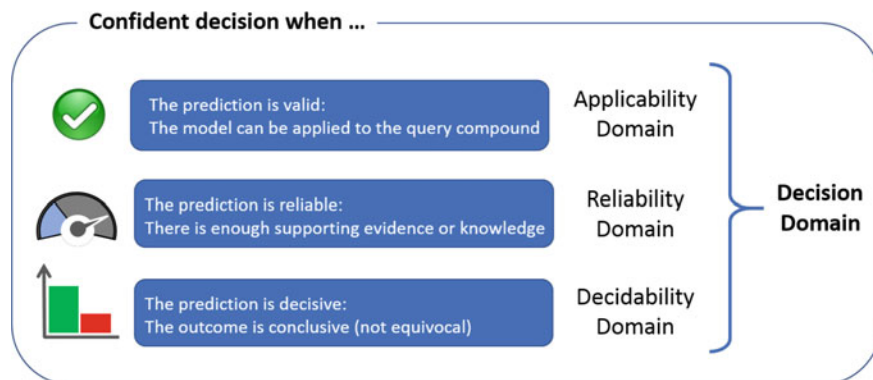 Confident decision when ...
The prediction is valid:
The model can be applied to the query compound
Applicability
Domain
The prediction is reliable:
There is enough supporting evidence or knowledge
Reliability
Domain
Decision
Domain
The prediction is decisive:
The outcome is conclusive (not equivocal)
Decidability
Domain